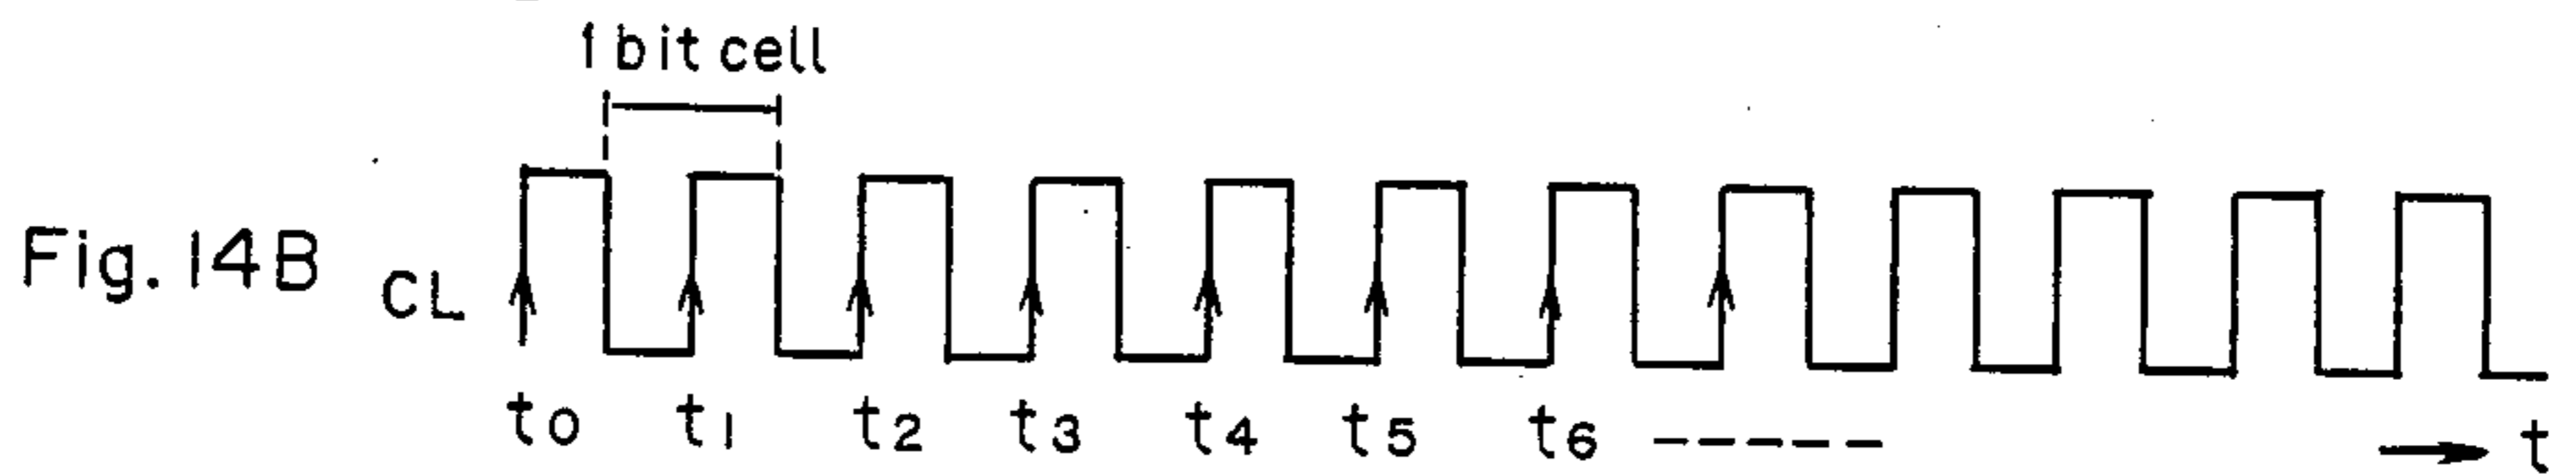 1 bit cell
Fig. 14B CL
t0 t1 t2 t3 t4 t5 t6 ----- t